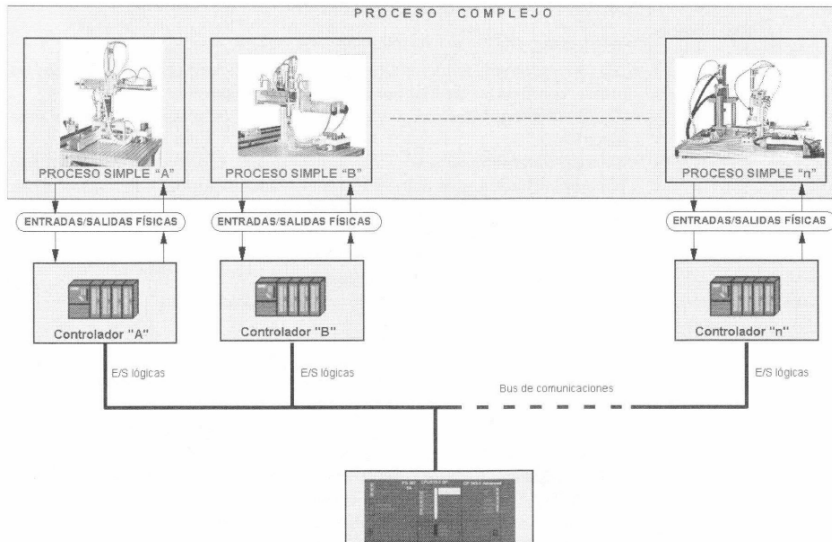 PROCESO COMPLEJO
PROCESO SIMPLE "A"
PROCESO SIMPLE "B"
PROCESO SIMPLE "n"
ENTRADAS/SALIDAS FÍSICAS
ENTRADAS/SALIDAS FÍSICAS
ENTRADAS/SALIDAS FÍSICAS
Controlador "A"
Controlador "B"
Controlador "n"
E/S lógicas
E/S lógicas
E/S lógicas
Bus de comunicaciones